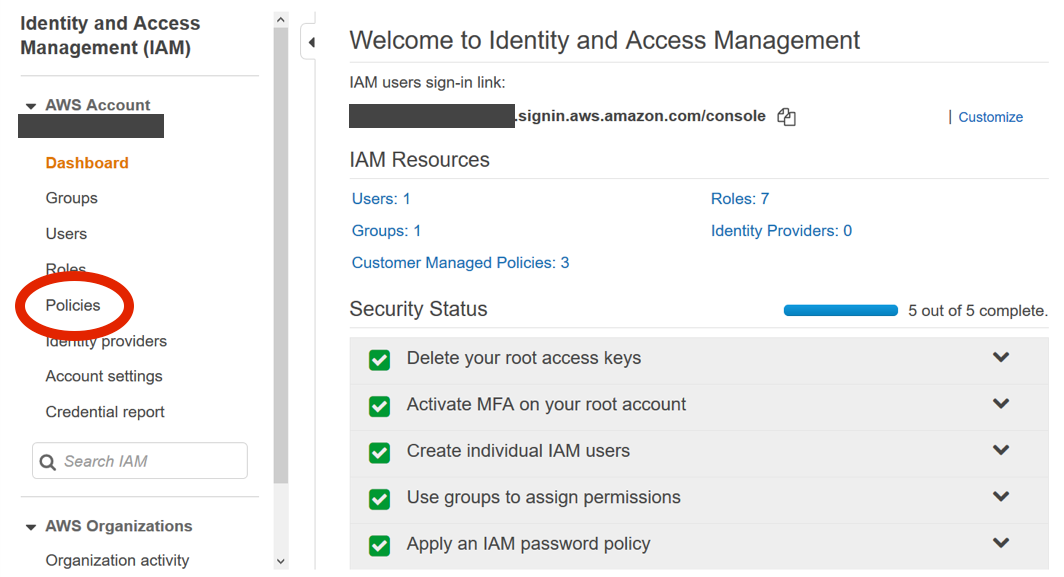 Identity and Access
Management (IAM)
AWS Account
Dashboard
Groups
Users
Roles
Policies
Identity providers
Account settings
Credential report
Search IAM
AWS Organizations
Organization activity
Welcome to Identity and Access Management
IAM users sign-in link:
.signin.aws.amazon.com/console
| Customize
IAM Resources
Users: 1
Roles: 7
Groups: 1
Identity Providers: 0
Customer Managed Policies: 3
Security Status
5 out of 5 complete.
Delete your root access keys
Activate MFA on your root account
Create individual IAM users
Use groups to assign permissions
Apply an IAM password policy